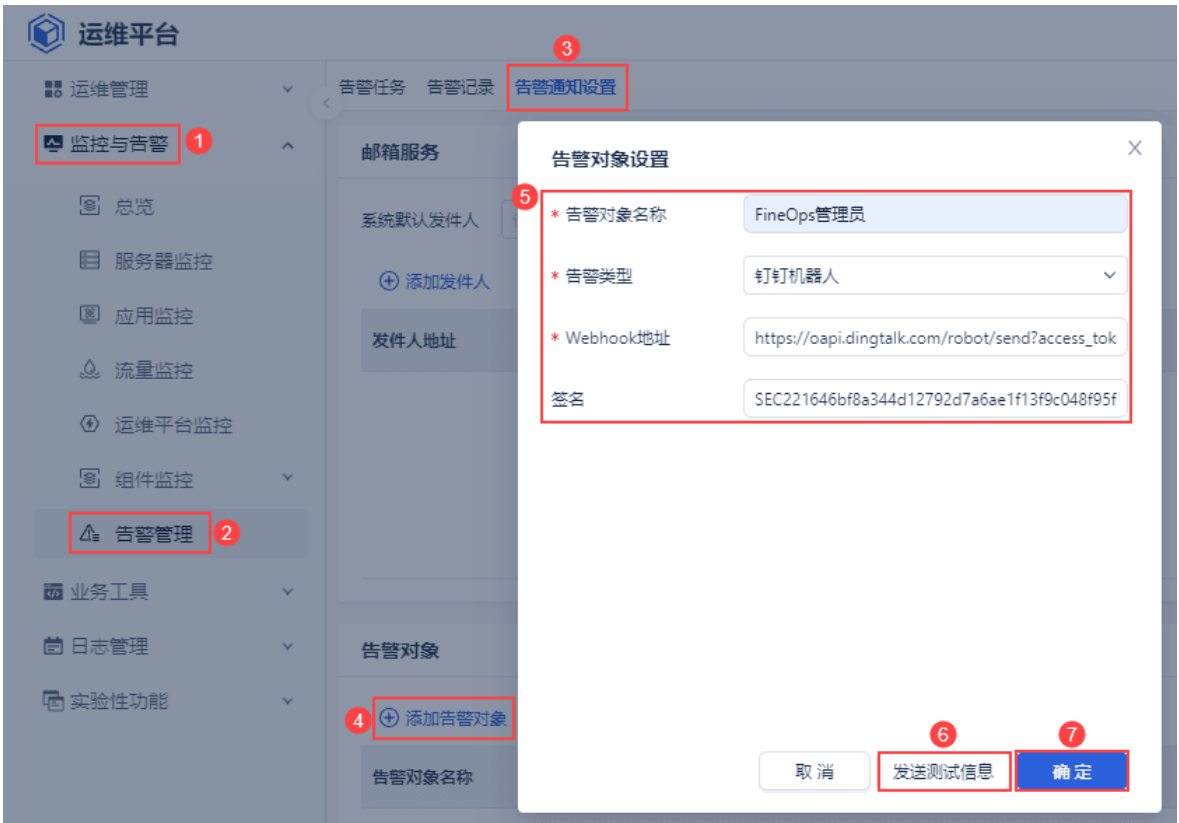 运维平台
运维管理
监控与告警
1
总览
服务器监控
应用监控
流量监控
运维平台监控
组件监控
告警管理
2
业务工具
日志管理
实验性功能
3
告警任务 告警记录 告警通知设置
邮箱服务
系统默认发件人
添加发件人
发件人地址
告警对象
4
添加告警对象
告警对象名称
告警对象设置
5
* 告警对象名称 FineOps管理员
* 告警类型 钉钉机器人
* Webhook地址 https://oapi.dingtalk.com/robot/send?access_tok
签名 SEC221646bf8a344d12792d7a6ae1f13f9c048f95f
6 7
取消 发送测试信息 确定